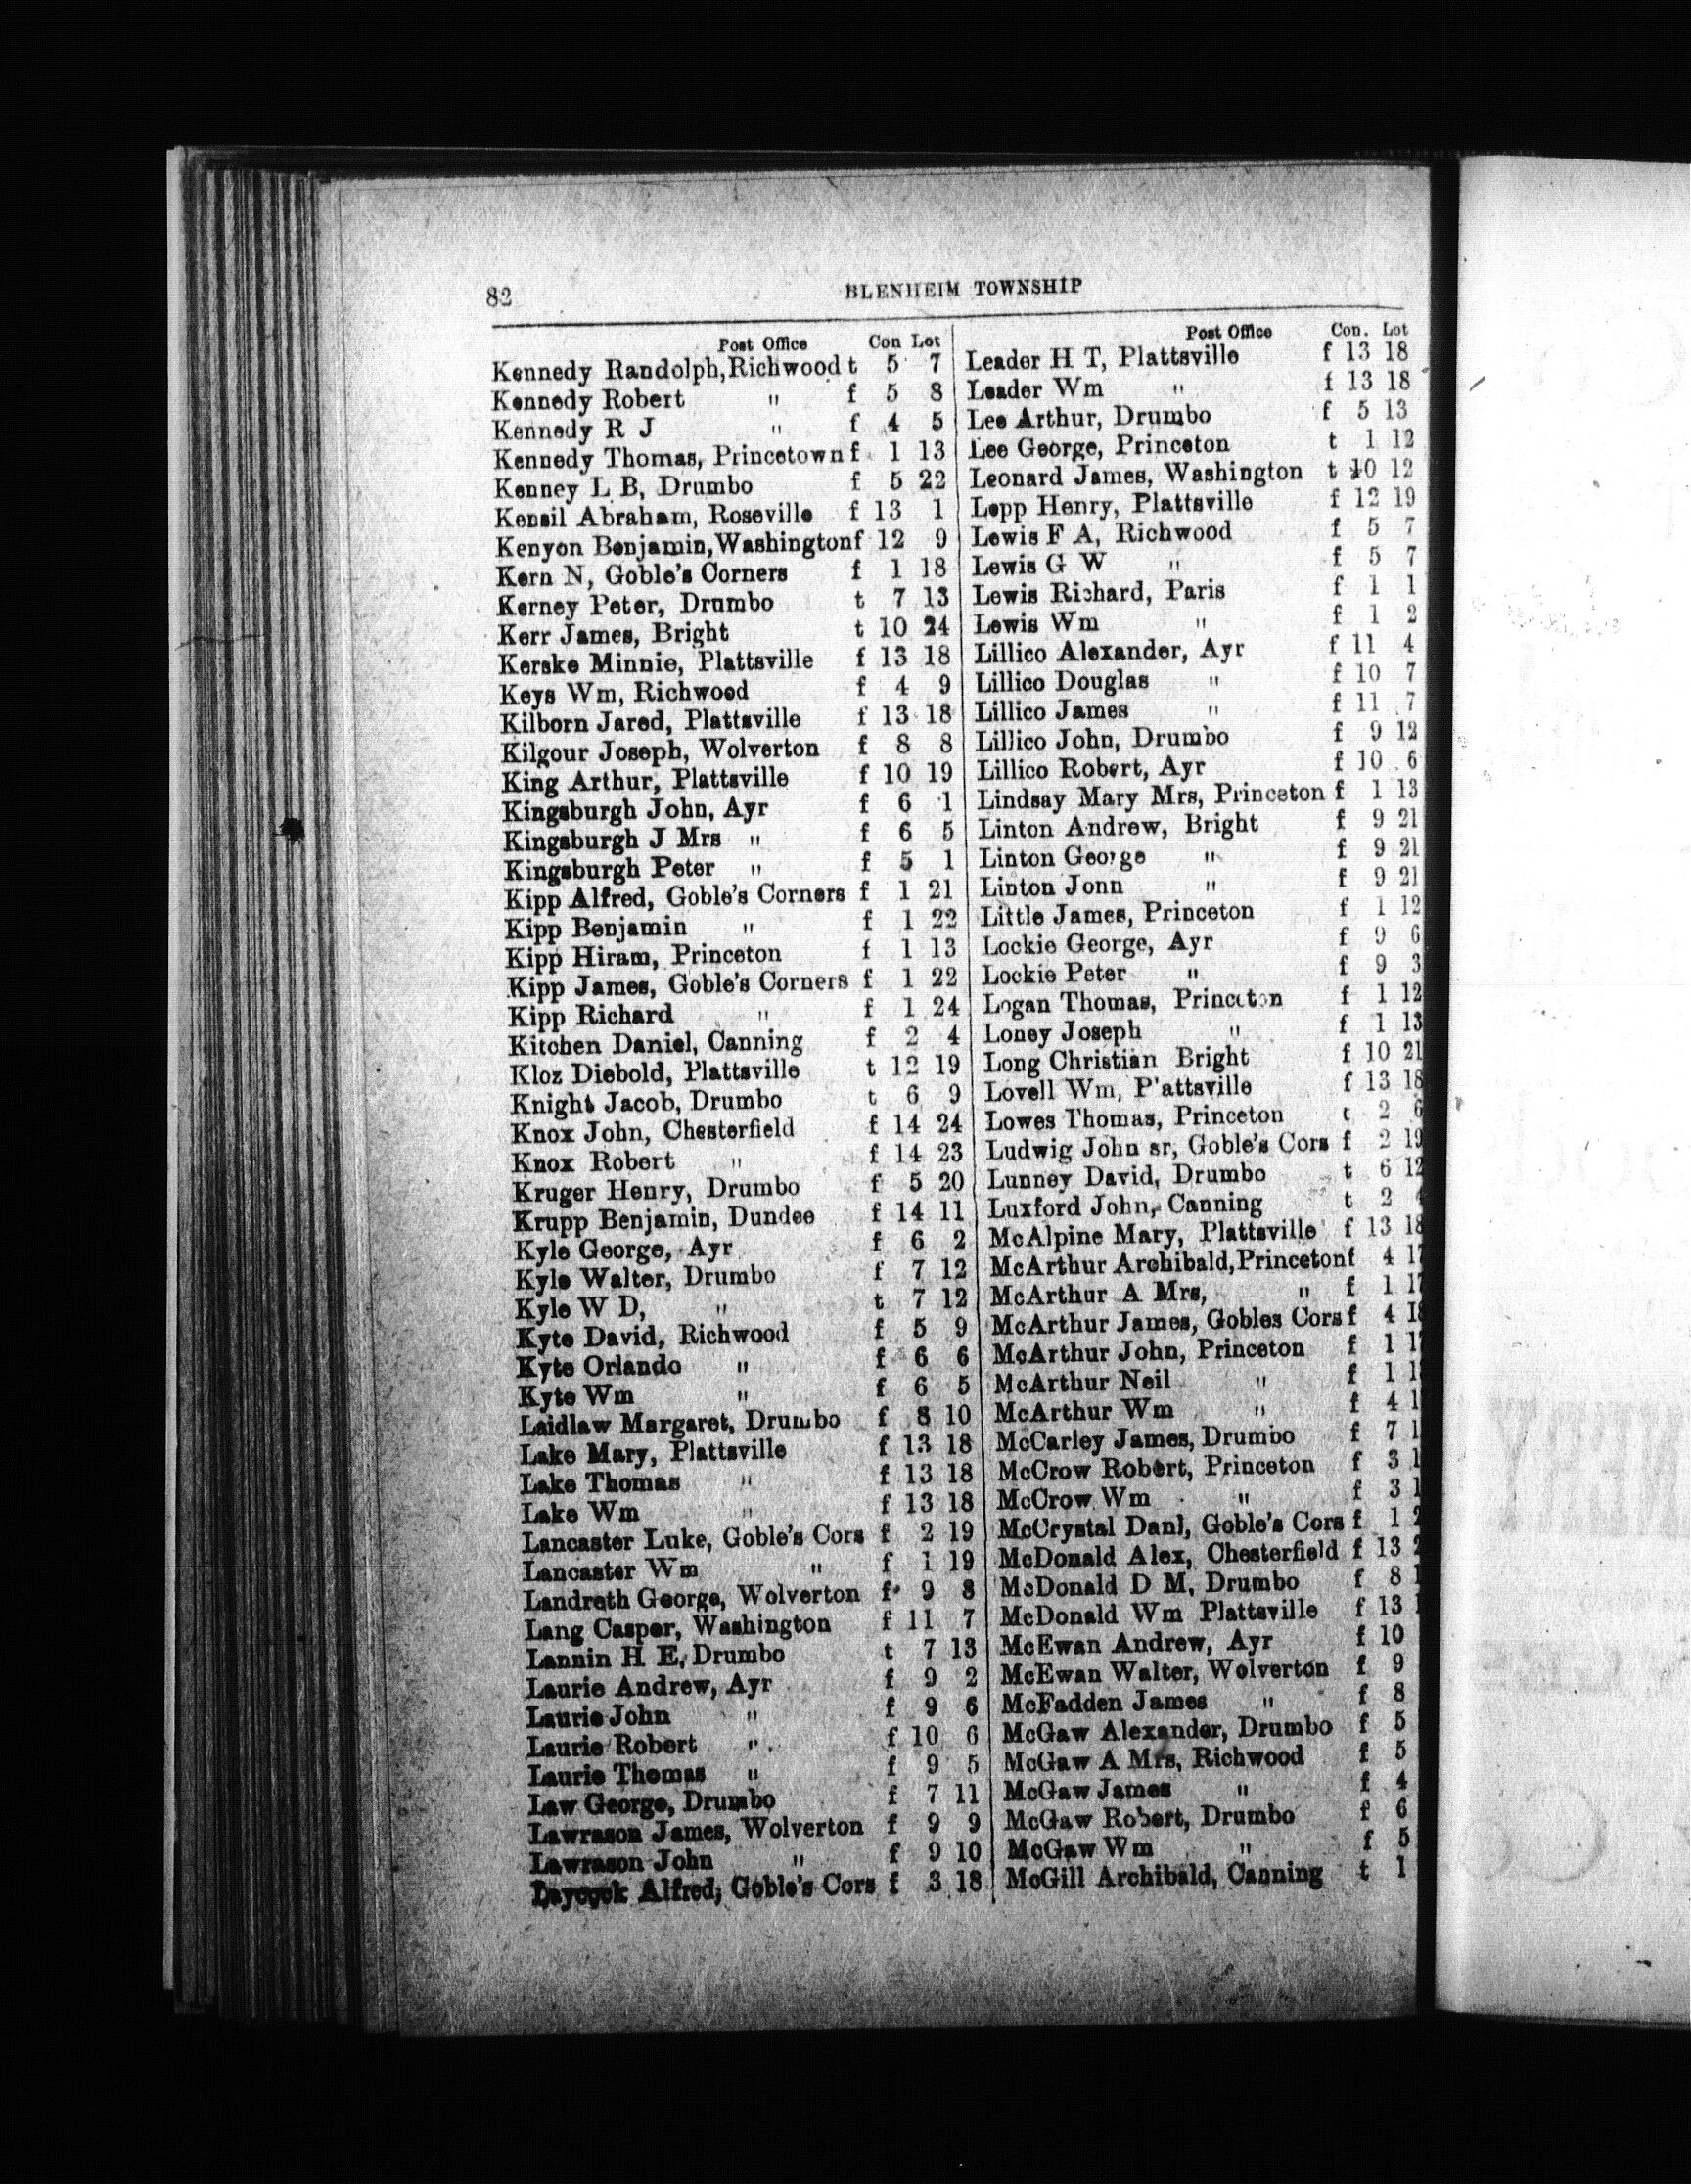 82
BLENHEIM TOWNSHIP
Post Office Con Lot
Kennedy Randolph, Richwood t 5 7
Kennedy Robert " f 5 8
Kennedy R J " f 4 5
Kennedy Thomas, Princetown f 1 13
Kenney L B, Drumbo f 5 22
Kensil Abraham, Roseville f 13 1
Kenyon Benjamin, Washington f 12 9
Kern N, Goble's Corners f 1 18
Kerney Peter, Drumbo t 7 13
Kerr James, Bright t 10 24
Kerske Minnie, Plattsville f 13 18
Keys Wm, Richwood f 4 9
Kilborn Jared, Plattsville f 13 18
Kilgour Joseph, Wolverton f 8 8
King Arthur, Plattsville f 10 19
Kingsburgh John, Ayr f 6 1
Kingsburgh J Mrs " f 6 5
Kingsburgh Peter " f 5 1
Kipp Alfred, Goble's Corners f 1 21
Kipp Benjamin " f 1 22
Kipp Hiram, Princeton f 1 13
Kipp James, Goble's Corners f 1 22
Kipp Richard " f 1 24
Kitchen Daniel, Canning f 2 4
Kloz Diebold, Plattsville t 12 19
Knight Jacob, Drumbo t 6 9
Knox John, Chesterfield f 14 24
Knox Robert " f 14 23
Kruger Henry, Drumbo f 5 20
Krupp Benjamin, Dundee f 14 11
Kyle George, Ayr f 6 2
Kyle Walter, Drumbo f 7 12
Kyle W D, " t 7 12
Kyte David, Richwood f 5 9
Kyte Orlando " f 6 6
Kyte Wm " f 6 5
Laidlaw Margaret, Drumbo f 8 10
Lake Mary, Plattsville f 13 18
Lake Thomas " f 13 18
Lake Wm " f 13 18
Lancaster Luke, Goble's Cors f 2 19
Lancaster Wm " f 1 19
Landreth George, Wolverton f 9 8
Lang Casper, Washington f 11 7
Lannin H E, Drumbo t 7 13
Laurie Andrew, Ayr f 9 2
Laurie John " f 9 6
Laurie Robert " f 10 6
Laurie Thomas " f 9 5
Law George, Drumbo f 7 11
Lawrason James, Wolverton f 9 9
Lawrason John " f 9 10
Laycock Alfred, Goble's Cors f 3 18
Post Office Con. Lot
Leader H T, Plattsville f 13 18
Leader Wm " f 13 18
Lee Arthur, Drumbo f 5 13
Lee George, Princeton t 1 12
Leonard James, Washington t 10 12
Lepp Henry, Plattsville f 12 19
Lewis F A, Richwood f 5 7
Lewis G W " f 5 7
Lewis Richard, Paris f 1 1
Lewis Wm " f 1 2
Lillico Alexander, Ayr f 11 4
Lillico Douglas " f 10 7
Lillico James " f 11 7
Lillico John, Drumbo f 9 12
Lillico Robert, Ayr f 10 6
Lindsay Mary Mrs, Princeton f 1 13
Linton Andrew, Bright f 9 21
Linton George " f 9 21
Linton Jonn " f 9 21
Little James, Princeton f 1 12
Lockie George, Ayr f 9 6
Lockie Peter " f 9 3
Logan Thomas, Princeton f 1 12
Loney Joseph " f 1 13
Long Christian Bright f 10 21
Lovell Wm, P'attsville f 13 18
Lowes Thomas, Princeton t 2 6
Ludwig John sr, Goble's Cors f 2 19
Lunney David, Drumbo t 6 12
Luxford John, Canning t 2 4
McAlpine Mary, Plattsville f 13 18
McArthur Archibald, Princeton f 4 17
McArthur A Mrs, " f 1 17
McArthur James, Gobles Cors f 4 18
McArthur John, Princeton f 1 17
McArthur Neil " f 1 1
McArthur Wm " f 4 1
McCarley James, Drumbo f 7 1
McCrow Robert, Princeton f 3 1
McCrow Wm " f 3 1
McCrystal Danl, Goble's Cors f 1 2
McDonald Alex, Chesterfield f 13 2
McDonald D M, Drumbo f 8 1
McDonald Wm Plattsville f 13 1
McEwan Andrew, Ayr f 10
McEwan Walter, Wolverton f 9
McFadden James " f 8
McGaw Alexander, Drumbo f 5
McGaw A Mrs, Richwood f 5
McGaw James " f 4
McGaw Robert, Drumbo f 6
McGaw Wm " f 5
McGill Archibald, Canning t 1